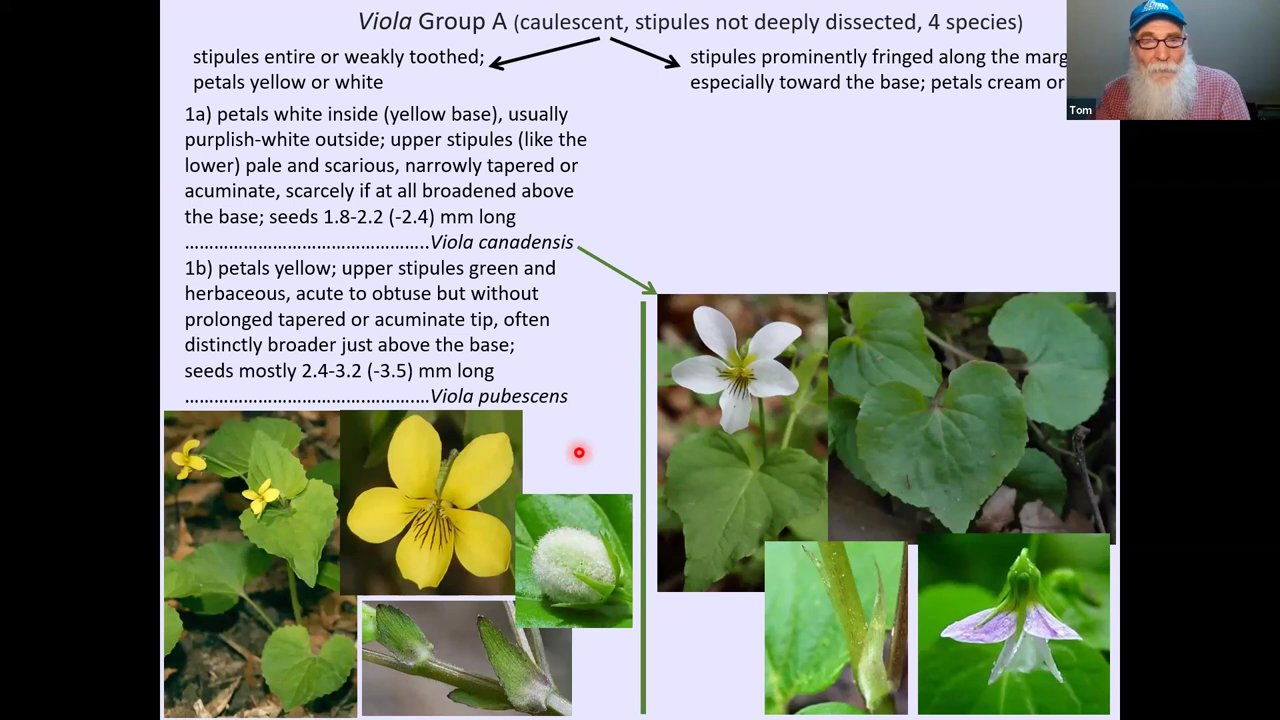 Viola Group A (caulescent, stipules not deeply dissected, 4 species)
stipules entire or weakly toothed;
petals yellow or white
stipules prominently fringed along the marg
especially toward the base; petals cream or
Tom
1a) petals white inside (yellow base), usually
purplish-white outside; upper stipules (like the
lower) pale and scarious, narrowly tapered or
acuminate, scarcely if at all broadened above
the base; seeds 1.8-2.2 (-2.4) mm long
…………………………………………..Viola canadensis
1b) petals yellow; upper stipules green and
herbaceous, acute to obtuse but without
prolonged tapered or acuminate tip, often
distinctly broader just above the base;
seeds mostly 2.4-3.2 (-3.5) mm long
…………………………………………Viola pubescens